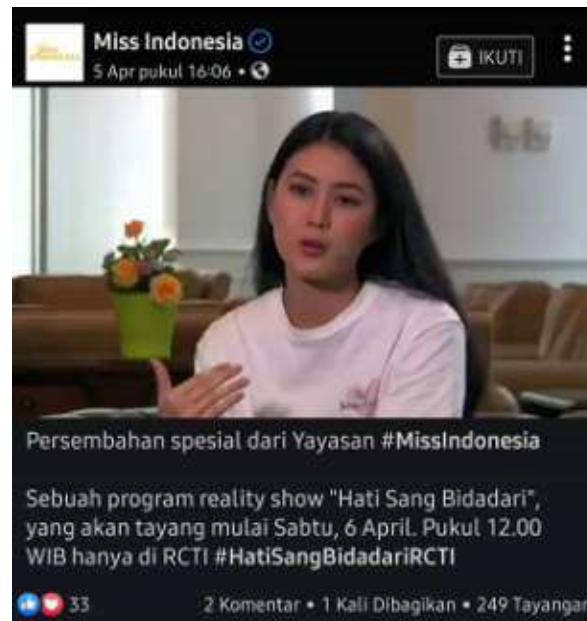 Miss Indonesia
5 Apr pukul 16:06 •
IKUTI
Persembahan spesial dari Yayasan #MissIndonesia
Sebuah program reality show "Hati Sang Bidadari",
yang akan tayang mulai Sabtu, 6 April. Pukul 12.00
WIB hanya di RCTI #HatiSangBidadariRCTI
33
2 Komentar • 1 Kali Dibagikan • 249 Tayangan